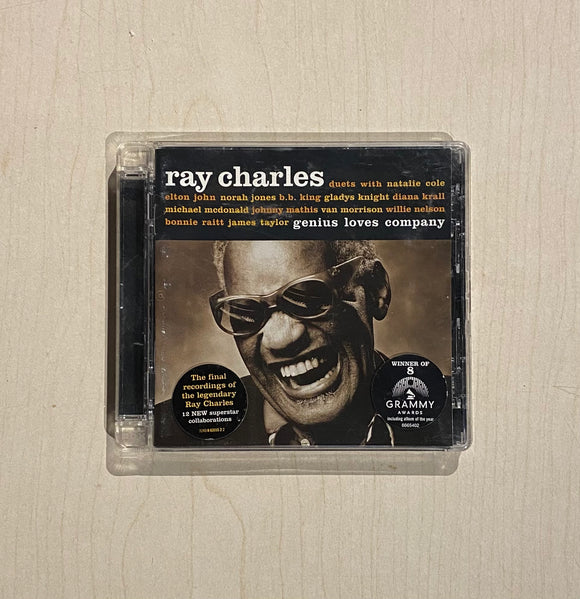 ray charles duets with natalie cole
elton john norah jones b.b. king gladys knight diana krall
michael mcdonald johnny mathis van morrison willie nelson
bonnie raitt james taylor genius loves company
The final
recordings of
the legendary
Ray Charles
12 NEW superstar
collaborations
WINNER OF
8
GRAMMY
AWARDS
including album of the year
6865402